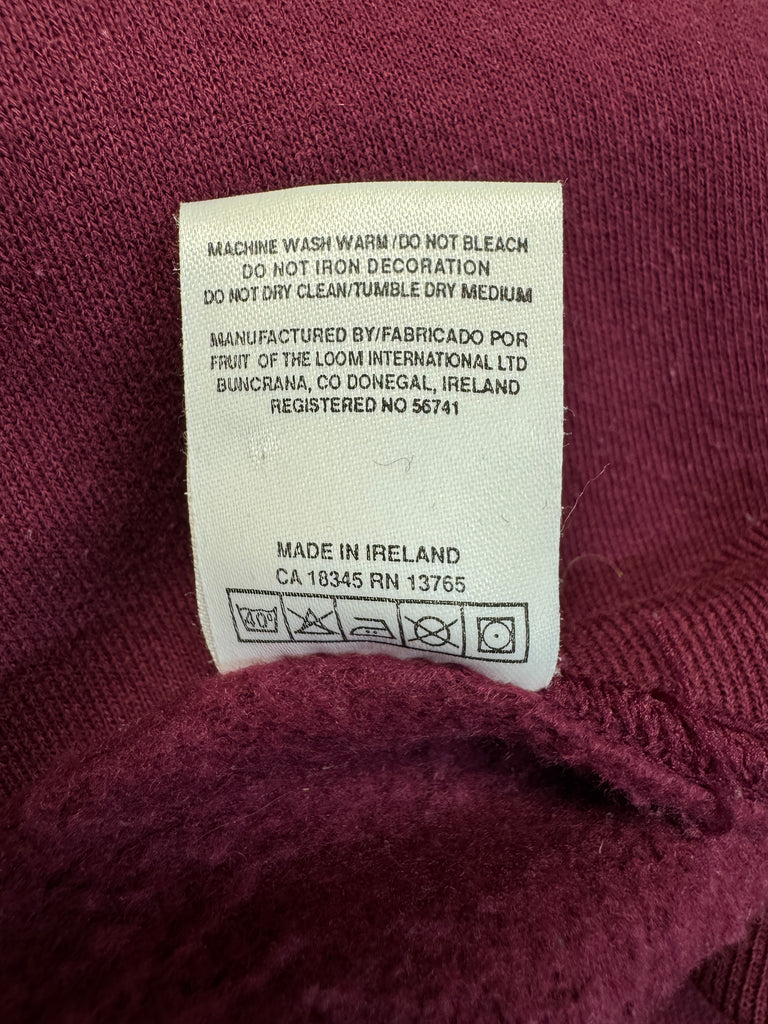 MACHINE WASH WARM/DO NOT BLEACH
DO NOT IRON DECORATION
DO NOT DRY CLEAN/TUMBLE DRY MEDIUM
MANUFACTURED BY/FABRICADO POR
FRUIT OF THE LOOM INTERNATIONAL LTD
BUNCRANA, CO DONEGAL, IRELAND
REGISTERED NO 56741
MADE IN IRELAND
CA 18345 RN 13765
40°